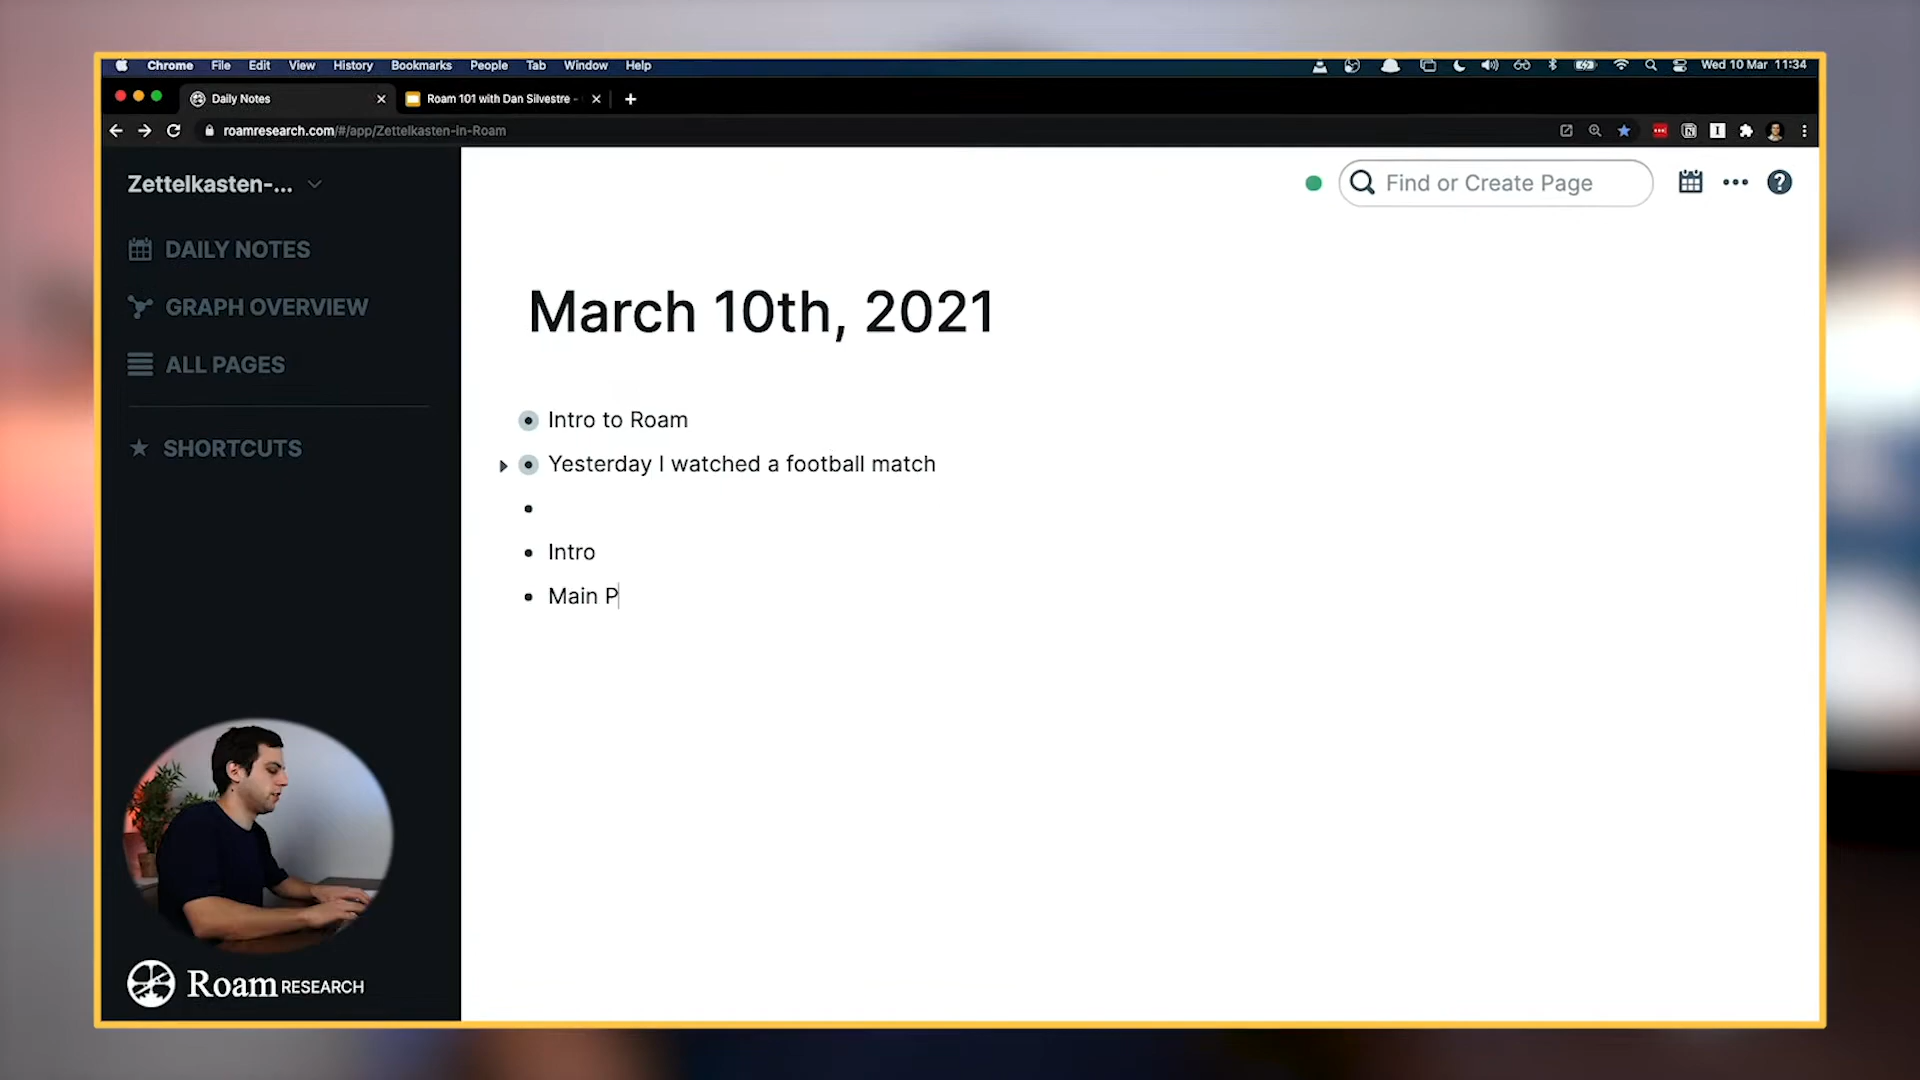 Chrome File Edit View History Bookmarks People Tab Window Help Wed 10 Mar 11:34
Daily Notes Roam 101 with Dan Silvestre -
roamresearch.com/#/app/Zettelkasten-in-Roam
Zettelkasten-...
Find or Create Page
DAILY NOTES
GRAPH OVERVIEW
ALL PAGES
SHORTCUTS
March 10th, 2021
Intro to Roam
Yesterday I watched a football match
Intro
Main P
Roam RESEARCH